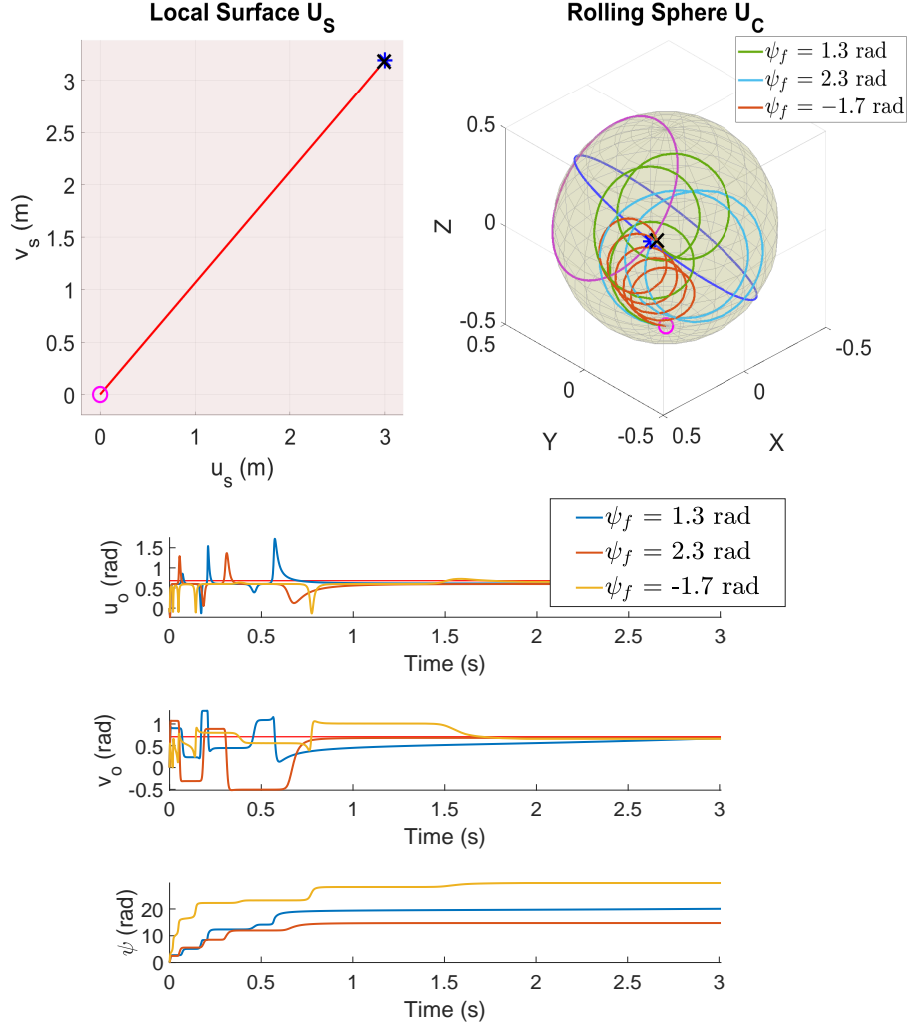 Local Surface U_S
Rolling Sphere U_C
v_s (m)
3
2.5
2
1.5
1
0.5
0
0
1
2
3
u_s (m)
ψ_f = 1.3 rad
ψ_f = 2.3 rad
ψ_f = −1.7 rad
Z
0.5
0
-0.5
0.5
0
-0.5
Y
0.5
0
-0.5
X
ψ_f = 1.3 rad
ψ_f = 2.3 rad
ψ_f = -1.7 rad
u_o (rad)
1.5
1
0.5
0
0
0.5
1
1.5
2
2.5
3
Time (s)
v_o (rad)
1
0.5
0
-0.5
0
0.5
1
1.5
2
2.5
3
Time (s)
ψ (rad)
20
10
0
0
0.5
1
1.5
2
2.5
3
Time (s)